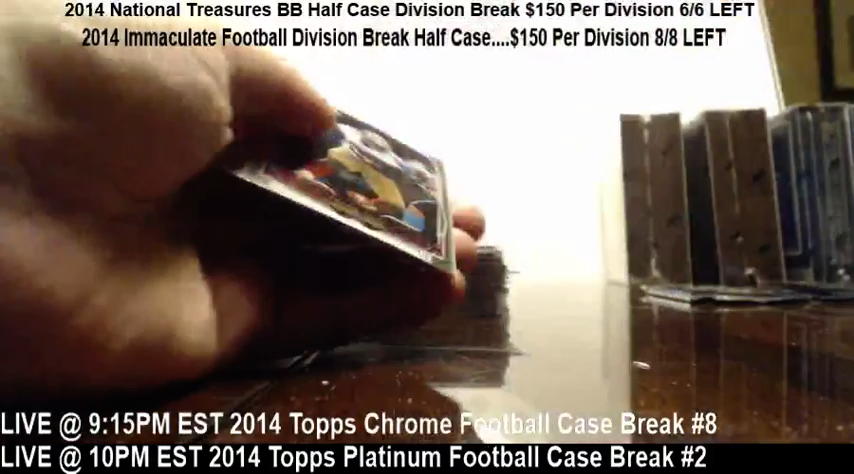 2014 National Treasures BB Half Case Division Break $150 Per Division 6/6 LEFT
2014 Immaculate Football Division Break Half Case....$150 Per Division 8/8 LEFT
LIVE @ 9:15PM EST 2014 Topps Chrome Football Case Break #8
LIVE @ 10PM EST 2014 Topps Platinum Football Case Break #2